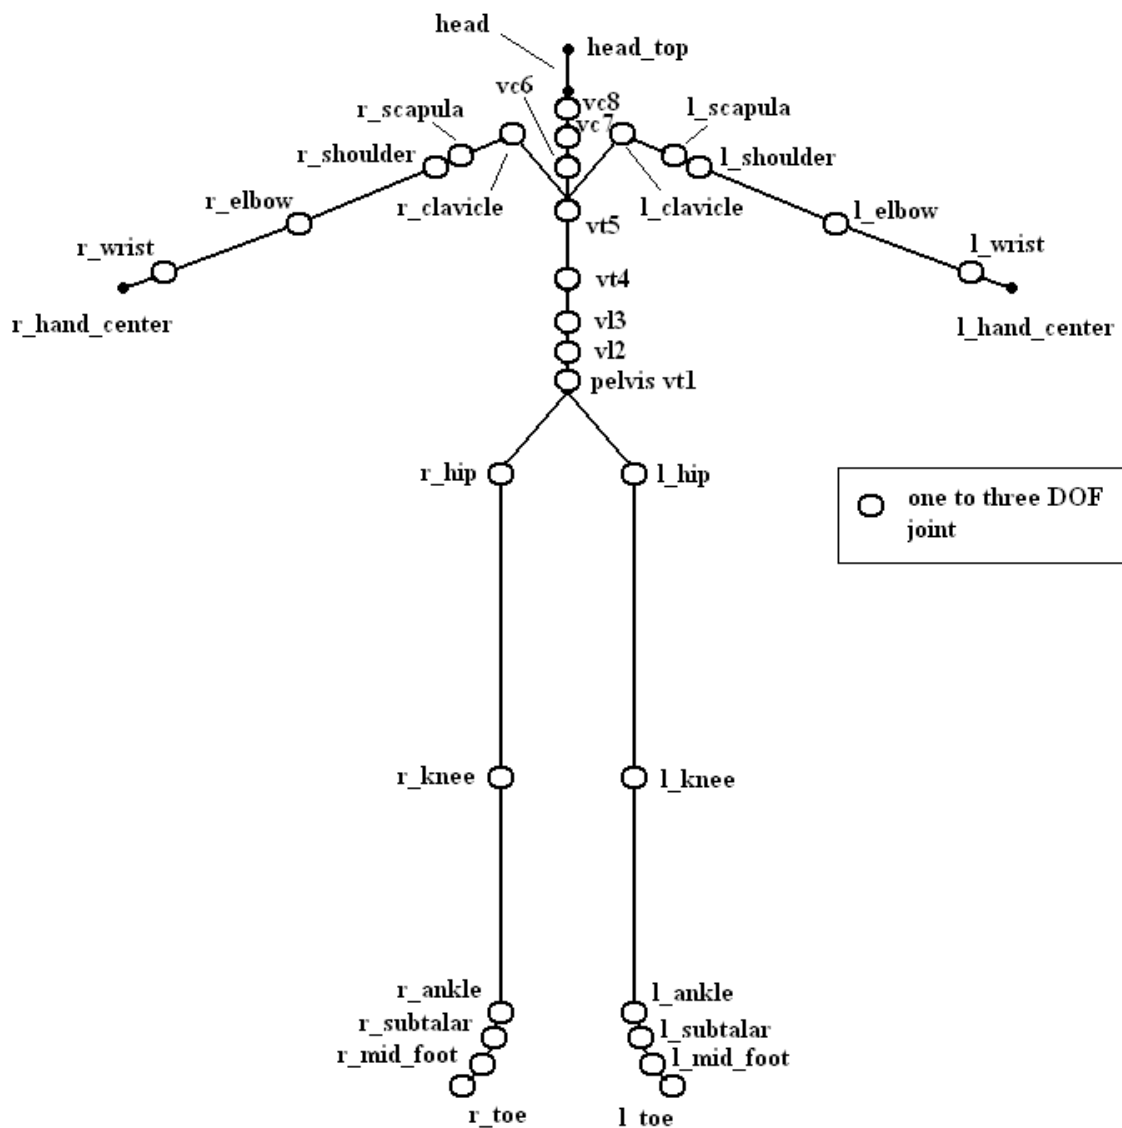 head
head_top
vc6
vc8
r_scapula
vc7
l_scapula
r_shoulder
l_shoulder
r_elbow
r_clavicle
l_clavicle
l_elbow
vt5
r_wrist
l_wrist
vt4
r_hand_center
vl3
l_hand_center
vl2
pelvis vt1
r_hip
l_hip
one to three DOF
joint
r_knee
l_knee
r_ankle
l_ankle
r_subtalar
l_subtalar
r_mid_foot
l_mid_foot
r_toe
l_toe